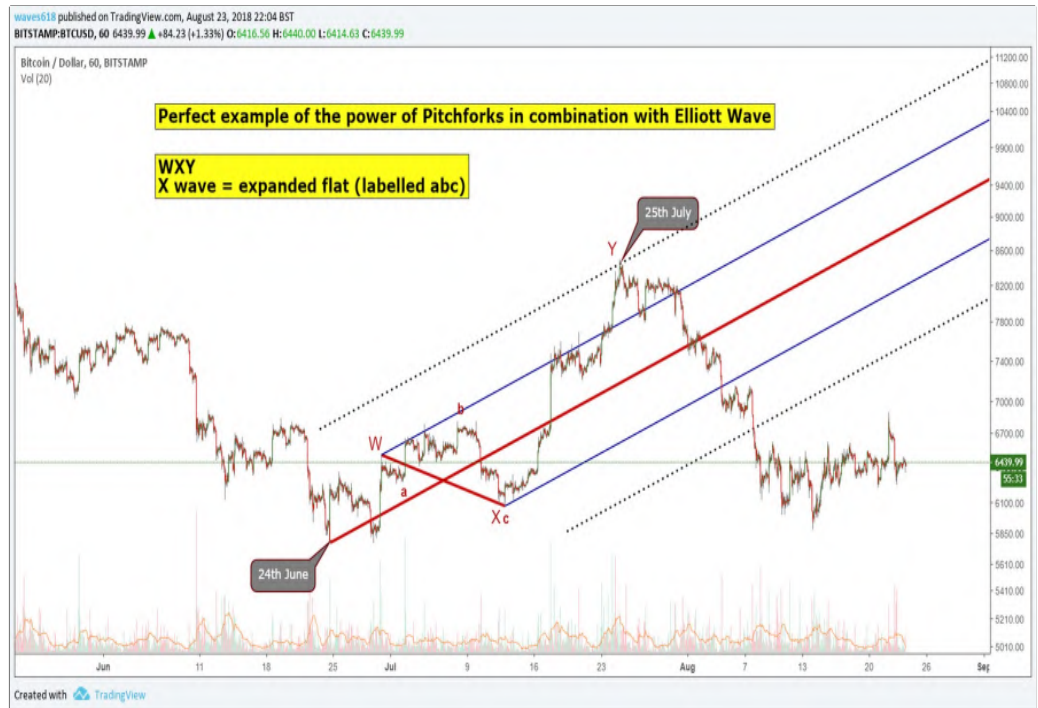 waves618 published on TradingView.com, August 23, 2018 22:04 BST
BITSTAMP:BTCUSD, 60 6439.99 ▲ +84.23 (+1.33%) O:6416.56 H:6440.00 L:6414.63 C:6439.99
Bitcoin / Dollar, 60, BITSTAMP
Vol (20)
Perfect example of the power of Pitchforks in combination with Elliott Wave
WXY
X wave = expanded flat (labelled abc)
25th July
Y
b
W
a
X c
24th June
11200.00
10800.00
10400.00
9900.00
9400.00
9000.00
8600.00
8200.00
7800.00
7400.00
7000.00
6700.00
6439.99
55:33
6100.00
5850.00
5610.00
5410.00
5210.00
5010.00
Jun 11 18 25 Jul 9 16 23 Aug 7 13 20 26 Sep
Created with TradingView